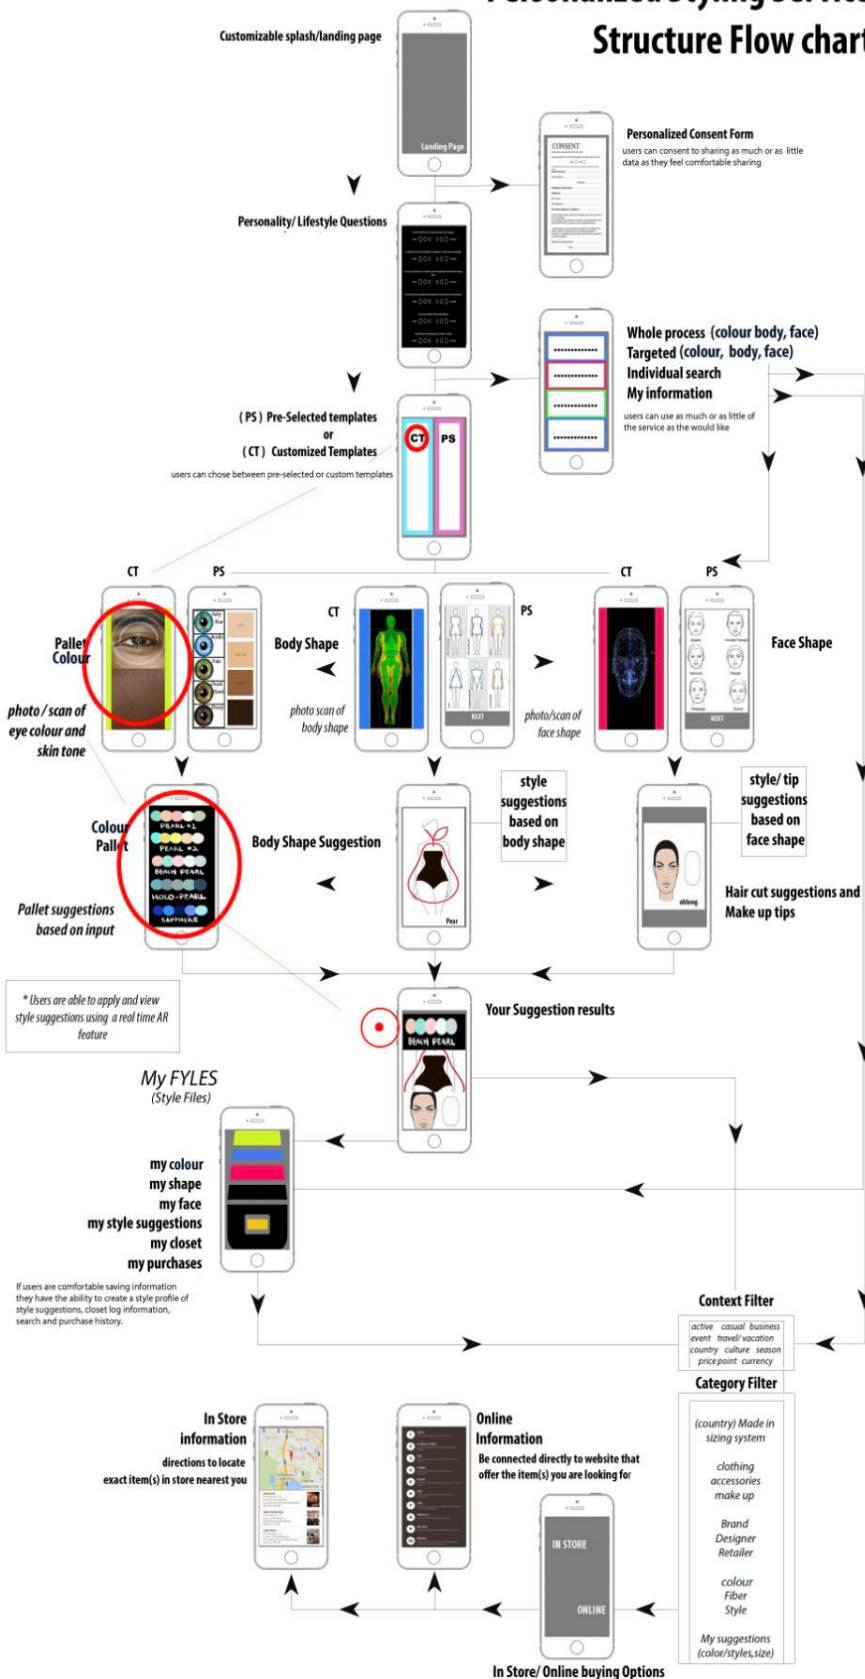 Personalized Styling Service
Structure Flow chart
Customizable splash/landing page
Landing Page
Personalized Consent Form
users can consent to sharing as much or as little
data as they feel comfortable sharing
CONSENT
Personality/ Lifestyle Questions
Whole process (colour body, face)
Targeted (colour, body, face)
Individual search
My information
users can use as much or as little of
the service as the would like
( PS ) Pre-Selected templates
or
( CT ) Customized Templates
users can chose between pre-selected or custom templates
CT PS
CT PS
Pallet
Colour
photo / scan of
eye colour and
skin tone
CT PS
Body Shape
photo scan of
body shape
NEXT
CT PS
Face Shape
photo/scan of
face shape
NEXT
Colour
Pallet
PEARL #1
PEARL #2
BEACH PEARL
HOLO-PEARL
SAPPHIRE
Pallet suggestions
based on input
Body Shape Suggestion
Pear
style
suggestions
based on
body shape
style/ tip
suggestions
based on
face shape
oblong
Hair cut suggestions and
Make up tips
* Users are able to apply and view
style suggestions using a real time AR
feature
Your Suggestion results
BEACH PEARL
My FYLES
(Style Files)
my colour
my shape
my face
my style suggestions
my closet
my purchases
If users are comfortable saving information
they have the ability to create a style profile of
style suggestions, closet log information,
search and purchase history.
Context Filter
active casual business
event travel/ vacation
country culture season
price point currency
Category Filter
(country) Made in
sizing system
clothing
accessories
make up
Brand
Designer
Retailer
colour
Fiber
Style
My suggestions
(color/styles,size)
In Store
information
directions to locate
exact item(s) in store nearest you
Online
Information
Be connected directly to website that
offer the item(s) you are looking for
IN STORE
ONLINE
In Store/ Online buying Options